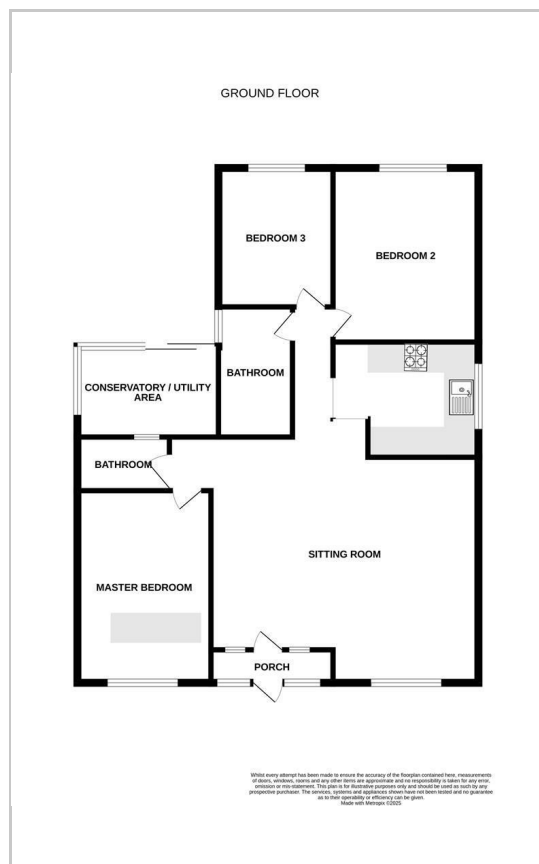 GROUND FLOOR
BEDROOM 3
BEDROOM 2
BATHROOM
CONSERVATORY / UTILITY
AREA
BATHROOM
SITTING ROOM
MASTER BEDROOM
PORCH
Whilst every attempt has been made to ensure the accuracy of the floorplan contained here, measurements
of doors, windows, rooms and any other items are approximate and no responsibility is taken for any error,
omission or mis-statement. This plan is for illustrative purposes only and should be used as such by any
prospective purchaser. The services, systems and appliances shown have not been tested and no guarantee
as to their operability or efficiency can be given.
Made with Metropix ©2025